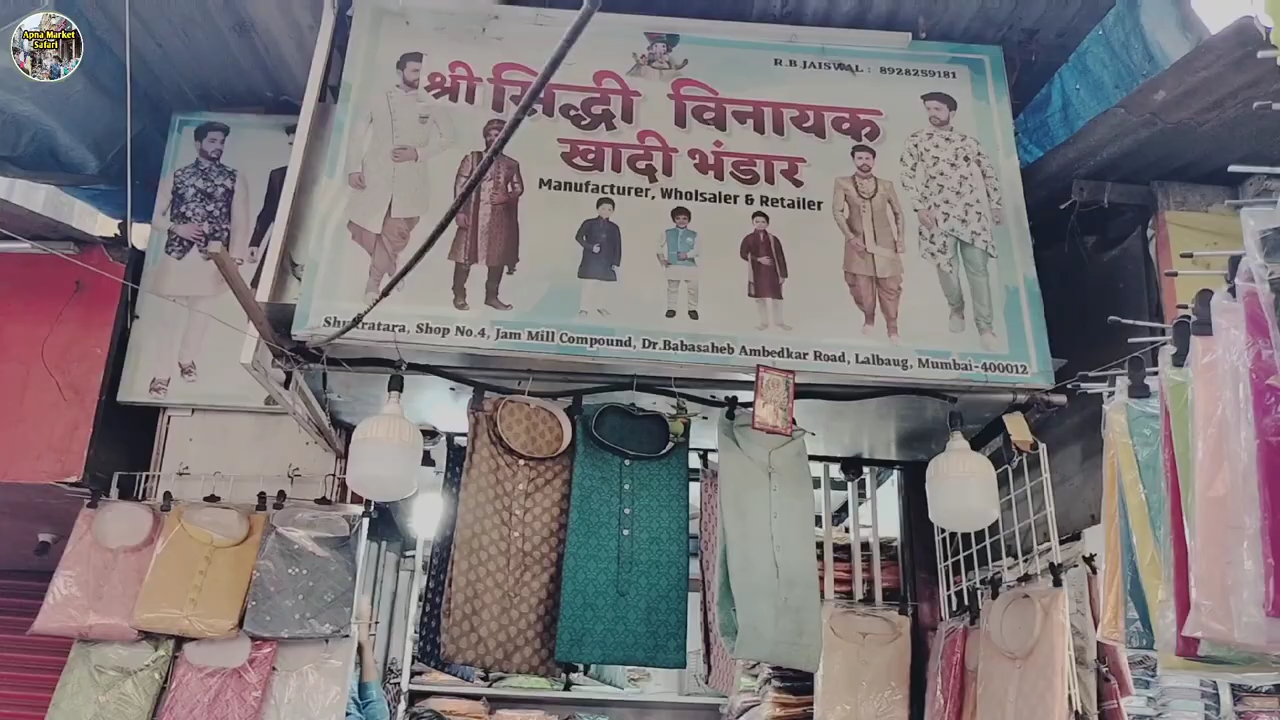 Apna Market
Safari
R.B.JAISWAL : 8928259181
श्री सिद्धी विनायक
खादी भंडार
Manufacturer, Wholsaler & Retailer
Shukratara, Shop No.4, Jam Mill Compound, Dr.Babasaheb Ambedkar Road, Lalbaug, Mumbai-400012